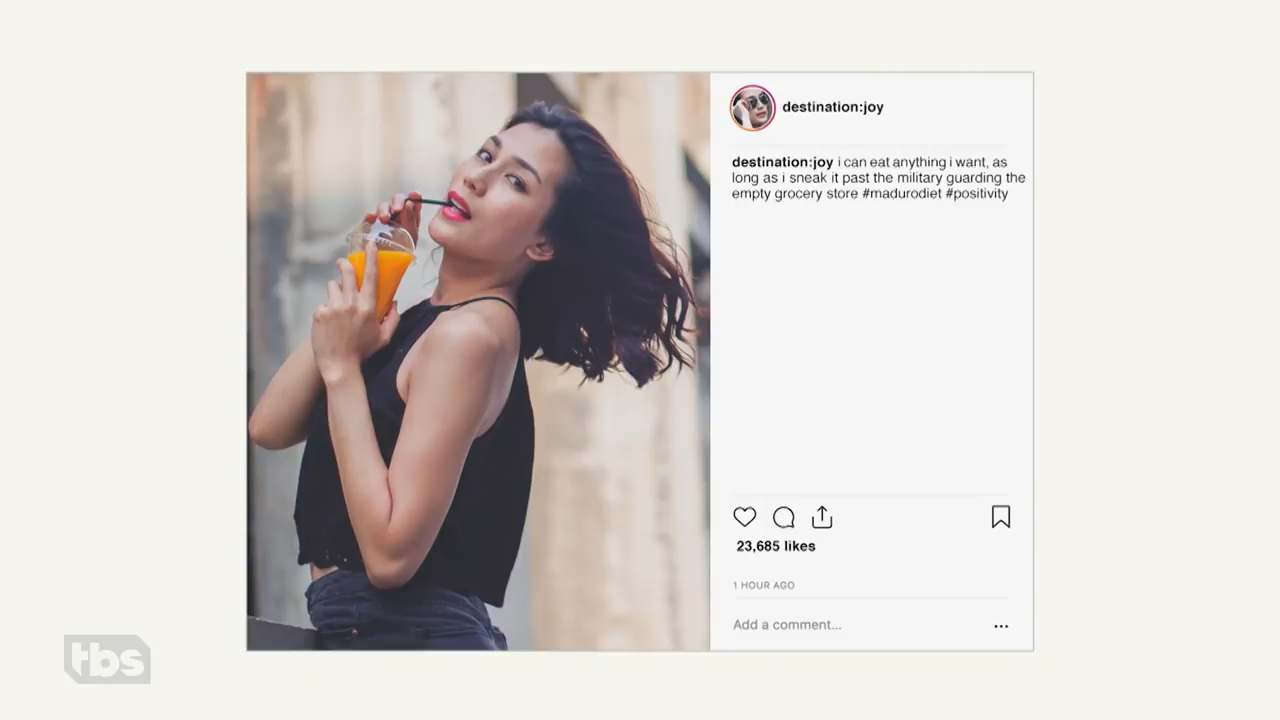 destination:joy
destination:joy i can eat anything i want, as
long as i sneak it past the military guarding the
empty grocery store #madurodiet #positivity
23,685 likes
1 HOUR AGO
Add a comment...
tbs